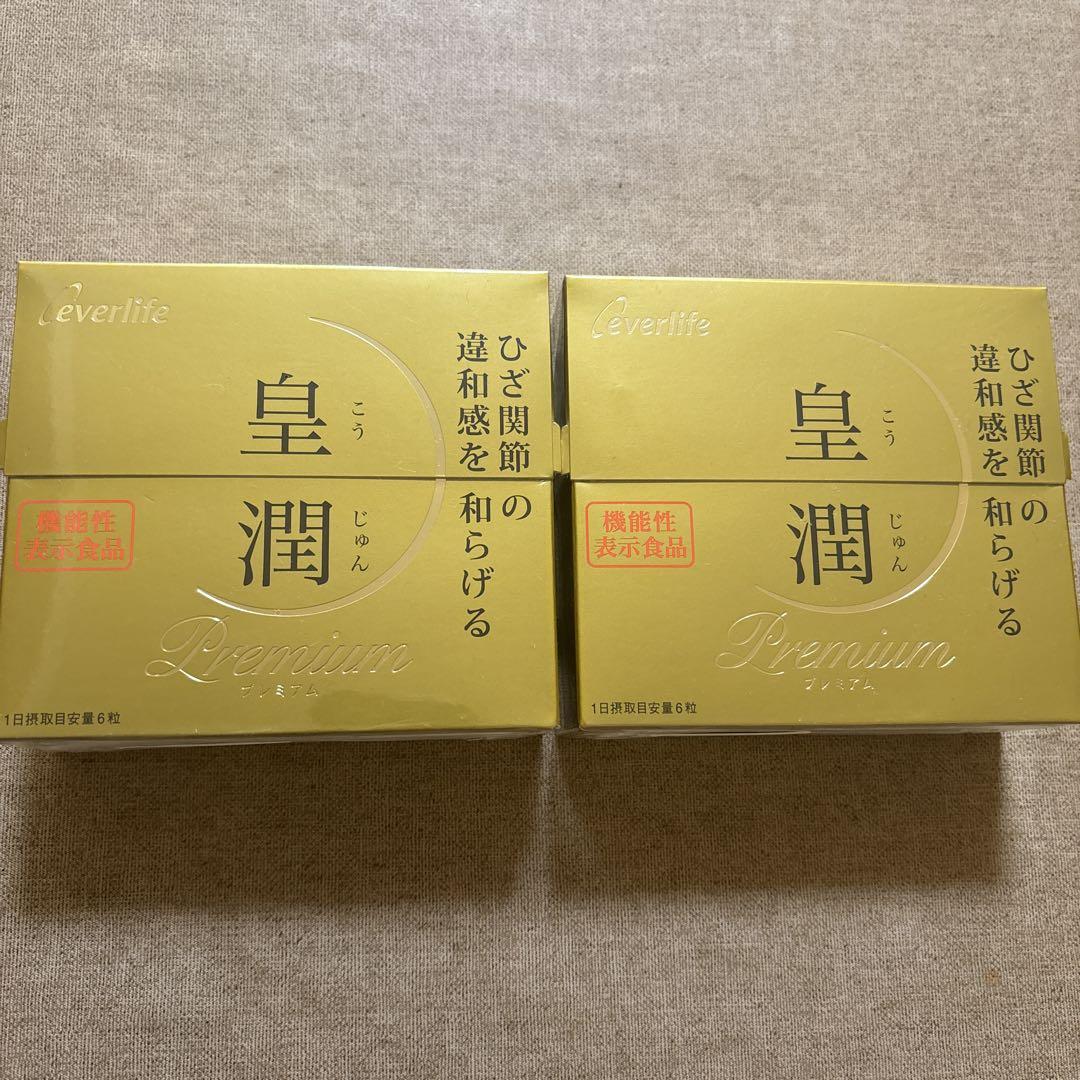 everlife
皇潤
こうじゅん
ひざ関節の
違和感を和らげる
機能性
表示食品
Premium
プレミアム
1日摂取目安量6粒
everlife
皇潤
こうじゅん
ひざ関節の
違和感を和らげる
機能性
表示食品
Premium
プレミアム
1日摂取目安量6粒